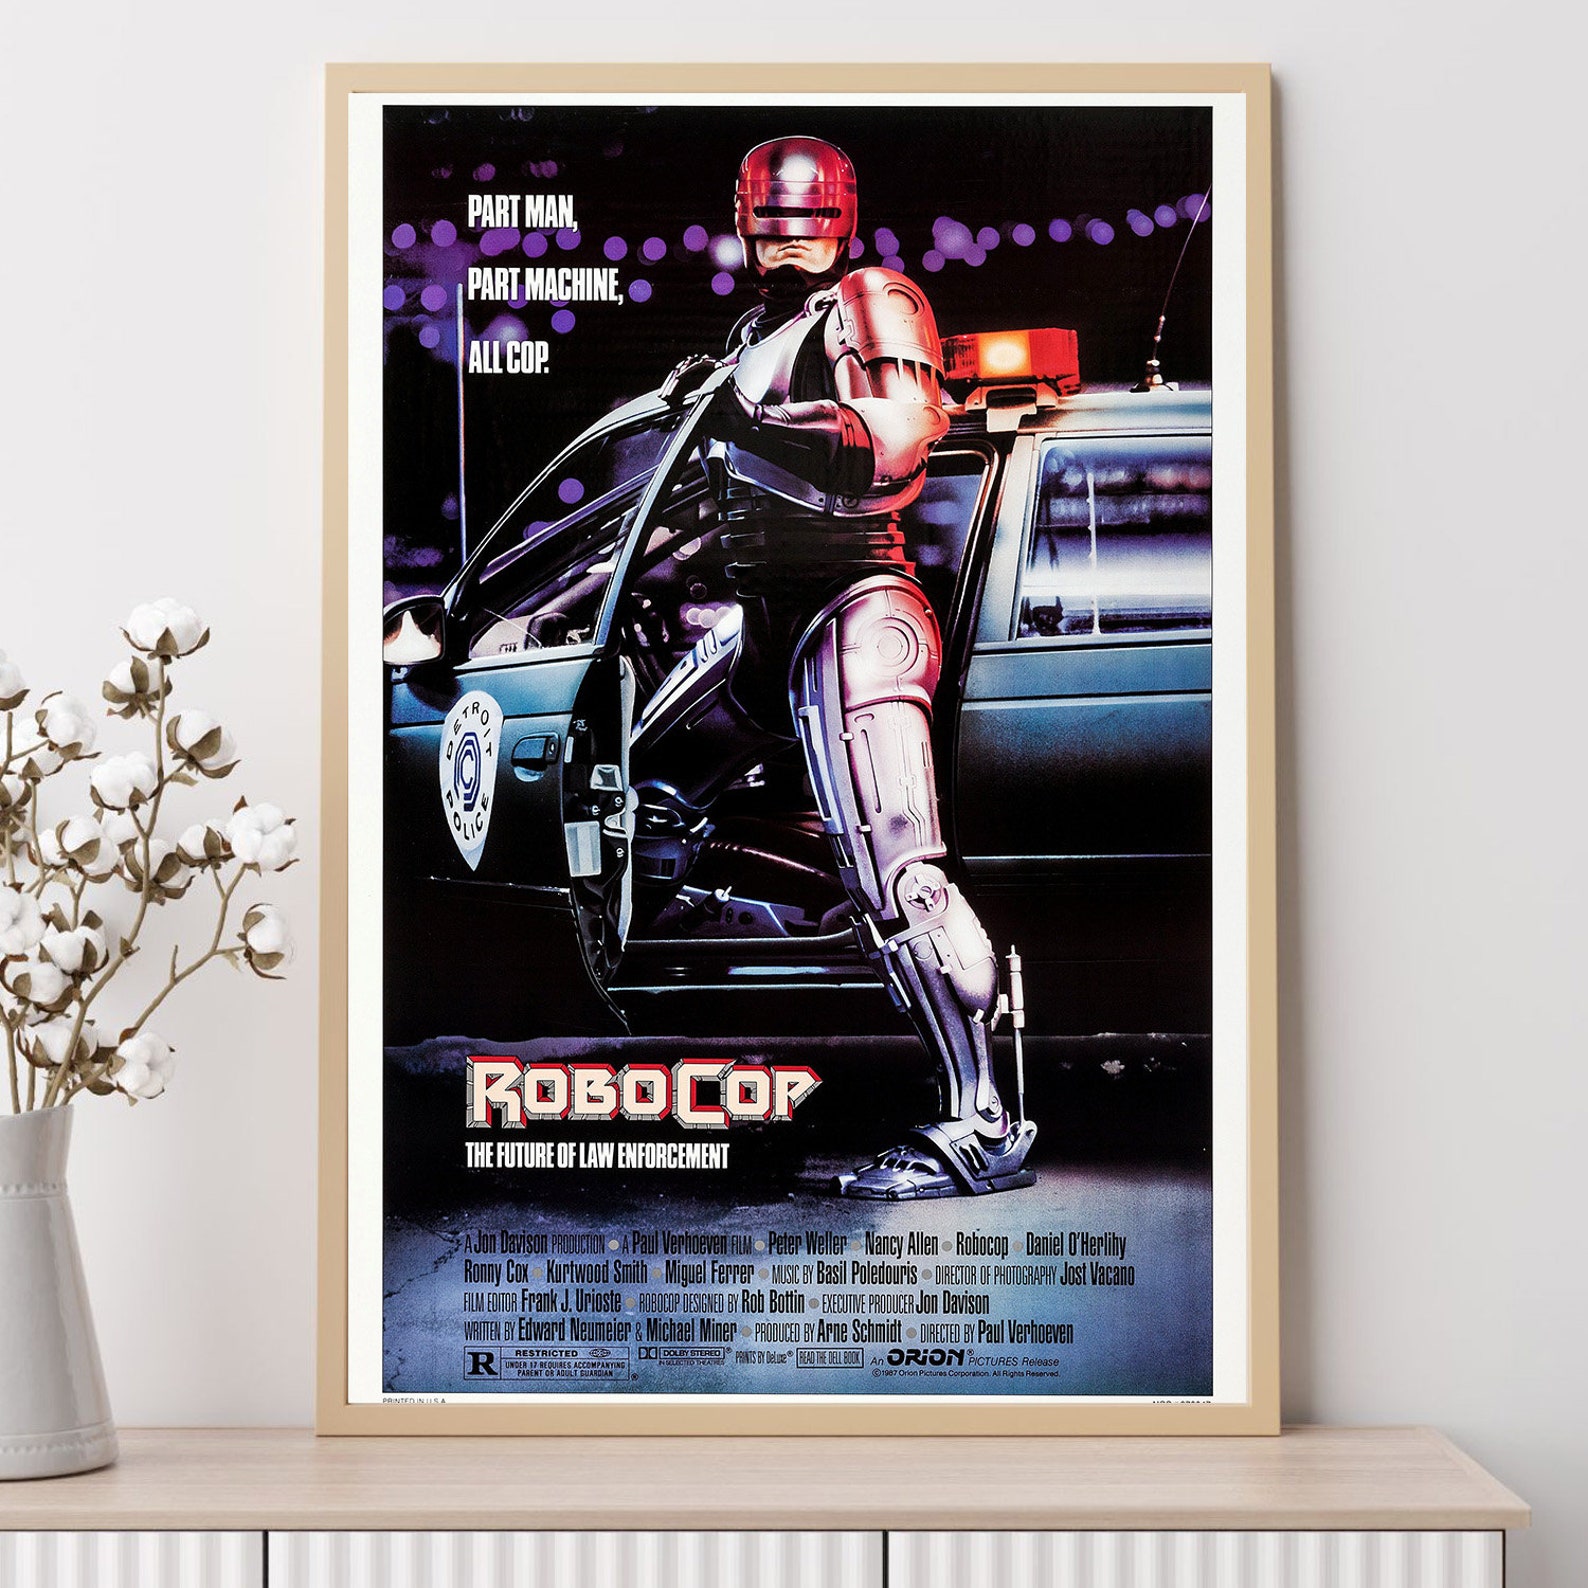 PART MAN,
PART MACHINE,
ALL COP.
DETROIT
POLICE
ROBOCOP
THE FUTURE OF LAW ENFORCEMENT
A Jon Davison PRODUCTION • A Paul Verhoeven FILM • Peter Weller • Nancy Allen • Robocop • Daniel O'Herlihy
Ronny Cox • Kurtwood Smith • Miguel Ferrer • MUSIC BY Basil Poledouris • DIRECTOR OF PHOTOGRAPHY Jost Vacano
FILM EDITOR Frank J. Urioste • ROBOCOP DESIGNED BY Rob Bottin • EXECUTIVE PRODUCER Jon Davison
WRITTEN BY Edward Neumeier & Michael Miner • PRODUCED BY Arne Schmidt • DIRECTED BY Paul Verhoeven
R RESTRICTED
UNDER 17 REQUIRES ACCOMPANYING
PARENT OR ADULT GUARDIAN ®
DOLBY STEREO ®
IN SELECTED THEATRES
PRINTS BY DeLuxe®
READ THE DELL BOOK
An ORION® PICTURES Release
©1987 Orion Pictures Corporation. All Rights Reserved.
PRINTED IN U.S.A.